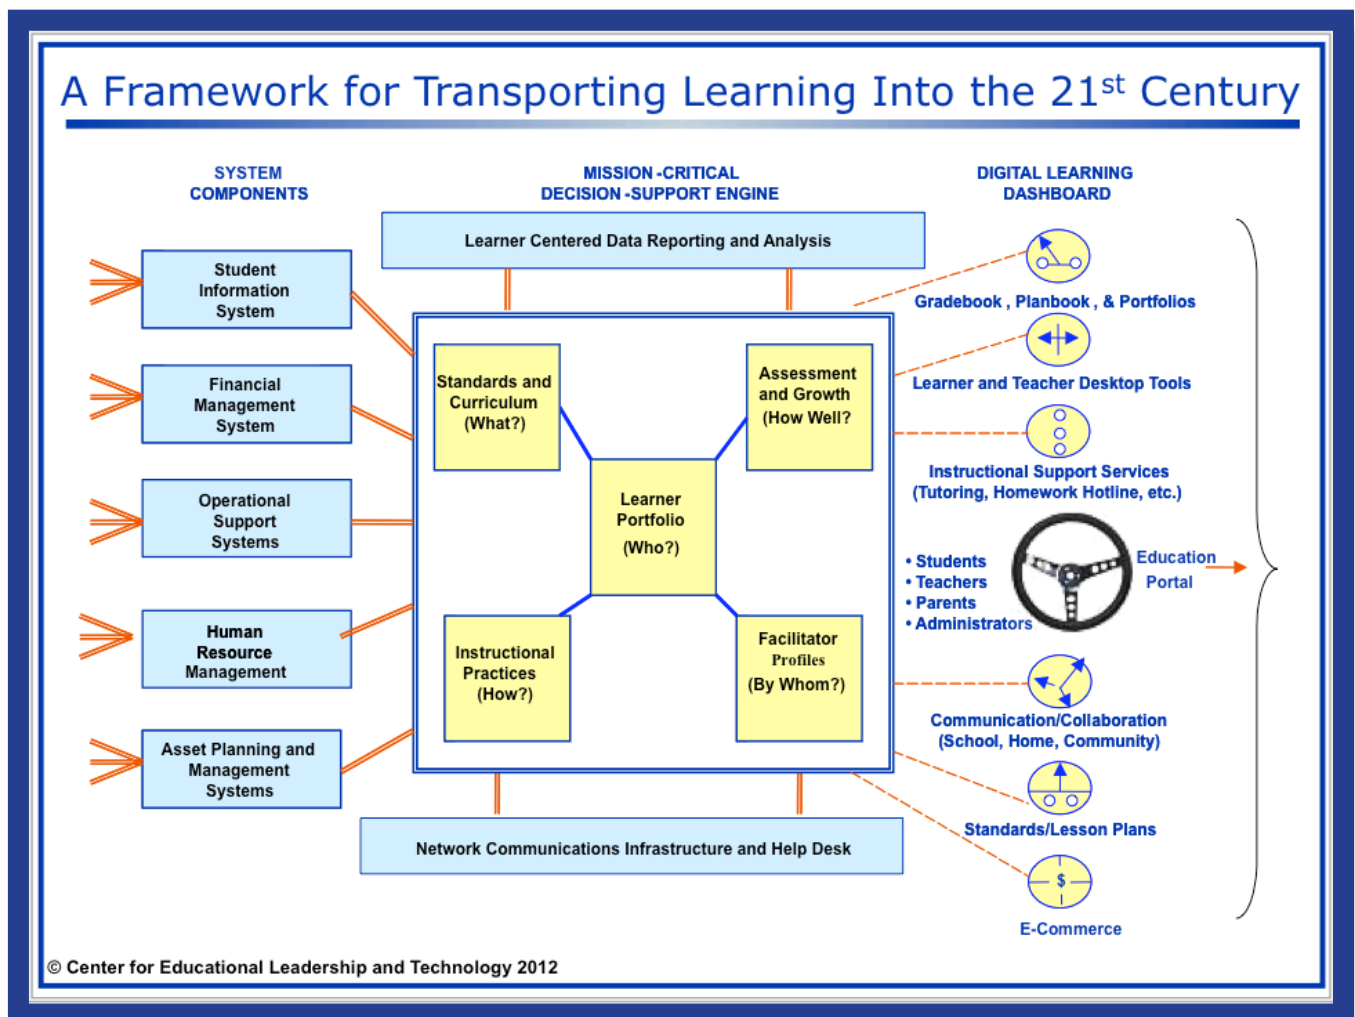 A Framework for Transporting Learning Into the 21st Century
SYSTEM
COMPONENTS
MISSION -CRITICAL
DECISION -SUPPORT ENGINE
DIGITAL LEARNING
DASHBOARD
Learner Centered Data Reporting and Analysis
Student
Information
System
Financial
Management
System
Operational
Support
Systems
Human
Resource
Management
Asset Planning and
Management
Systems
Standards and
Curriculum
(What?)
Assessment
and Growth
(How Well?
Learner
Portfolio
(Who?)
Instructional
Practices
(How?)
Facilitator
Profiles
(By Whom?)
Network Communications Infrastructure and Help Desk
Gradebook , Planbook , & Portfolios
Learner and Teacher Desktop Tools
Instructional Support Services
(Tutoring, Homework Hotline, etc.)
• Students
• Teachers
• Parents
• Administrators
Education
Portal
Communication/Collaboration
(School, Home, Community)
Standards/Lesson Plans
$
E-Commerce
© Center for Educational Leadership and Technology 2012